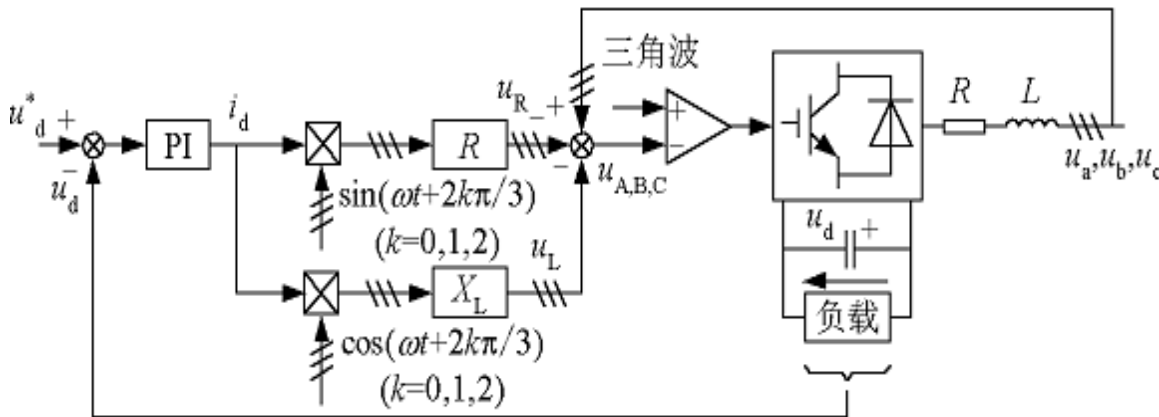 三角波
u*d + PI id uR − + R L
− ud R − uA,B,C + − ua,ub,uc
sin(ωt+2kπ/3)
(k=0,1,2) uL ud +
XL 负载
cos(ωt+2kπ/3)
(k=0,1,2)